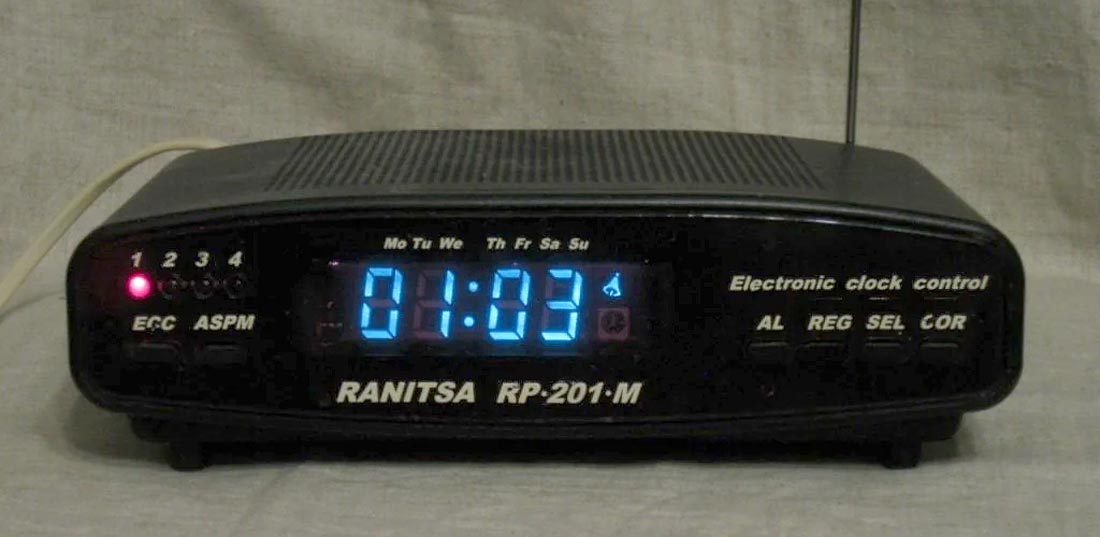 Mo Tu We Th Fr Sa Su
1 2 3 4
01:03
Electronic clock control
ECC ASPM
AL REG SEL COR
RANITSA RP·201·M